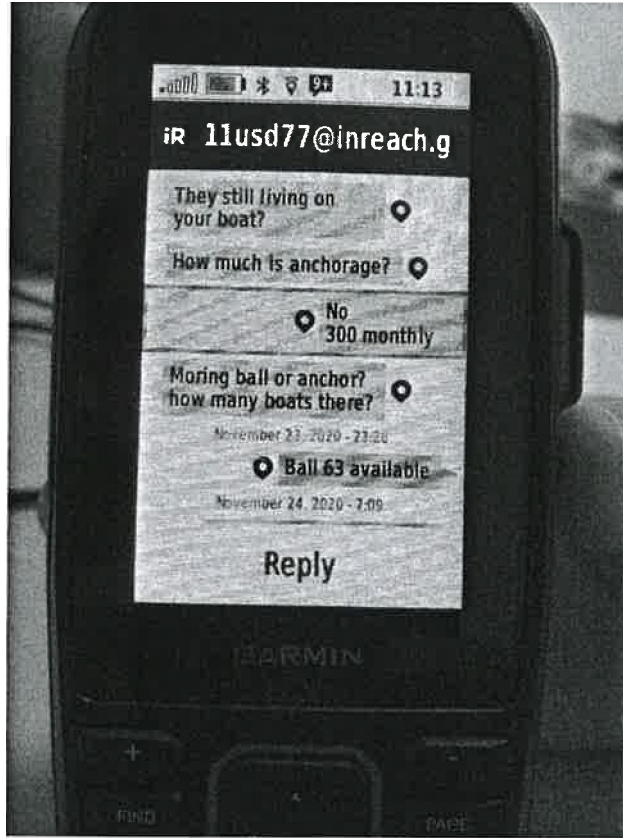 9+ 11:13
iR 11usd77@inreach.g
They still living on
your boat?
How much is anchorage?
No
300 monthly
Moring ball or anchor?
how many boats there?
November 23, 2020 - 23:20
Ball 63 available
November 24, 2020 - 7:09
Reply
GARMIN
FIND PAGE